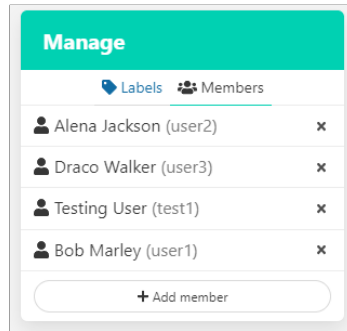 Manage
Labels Members
Alena Jackson (user2)
Draco Walker (user3)
Testing User (test1)
Bob Marley (user1)
+ Add member